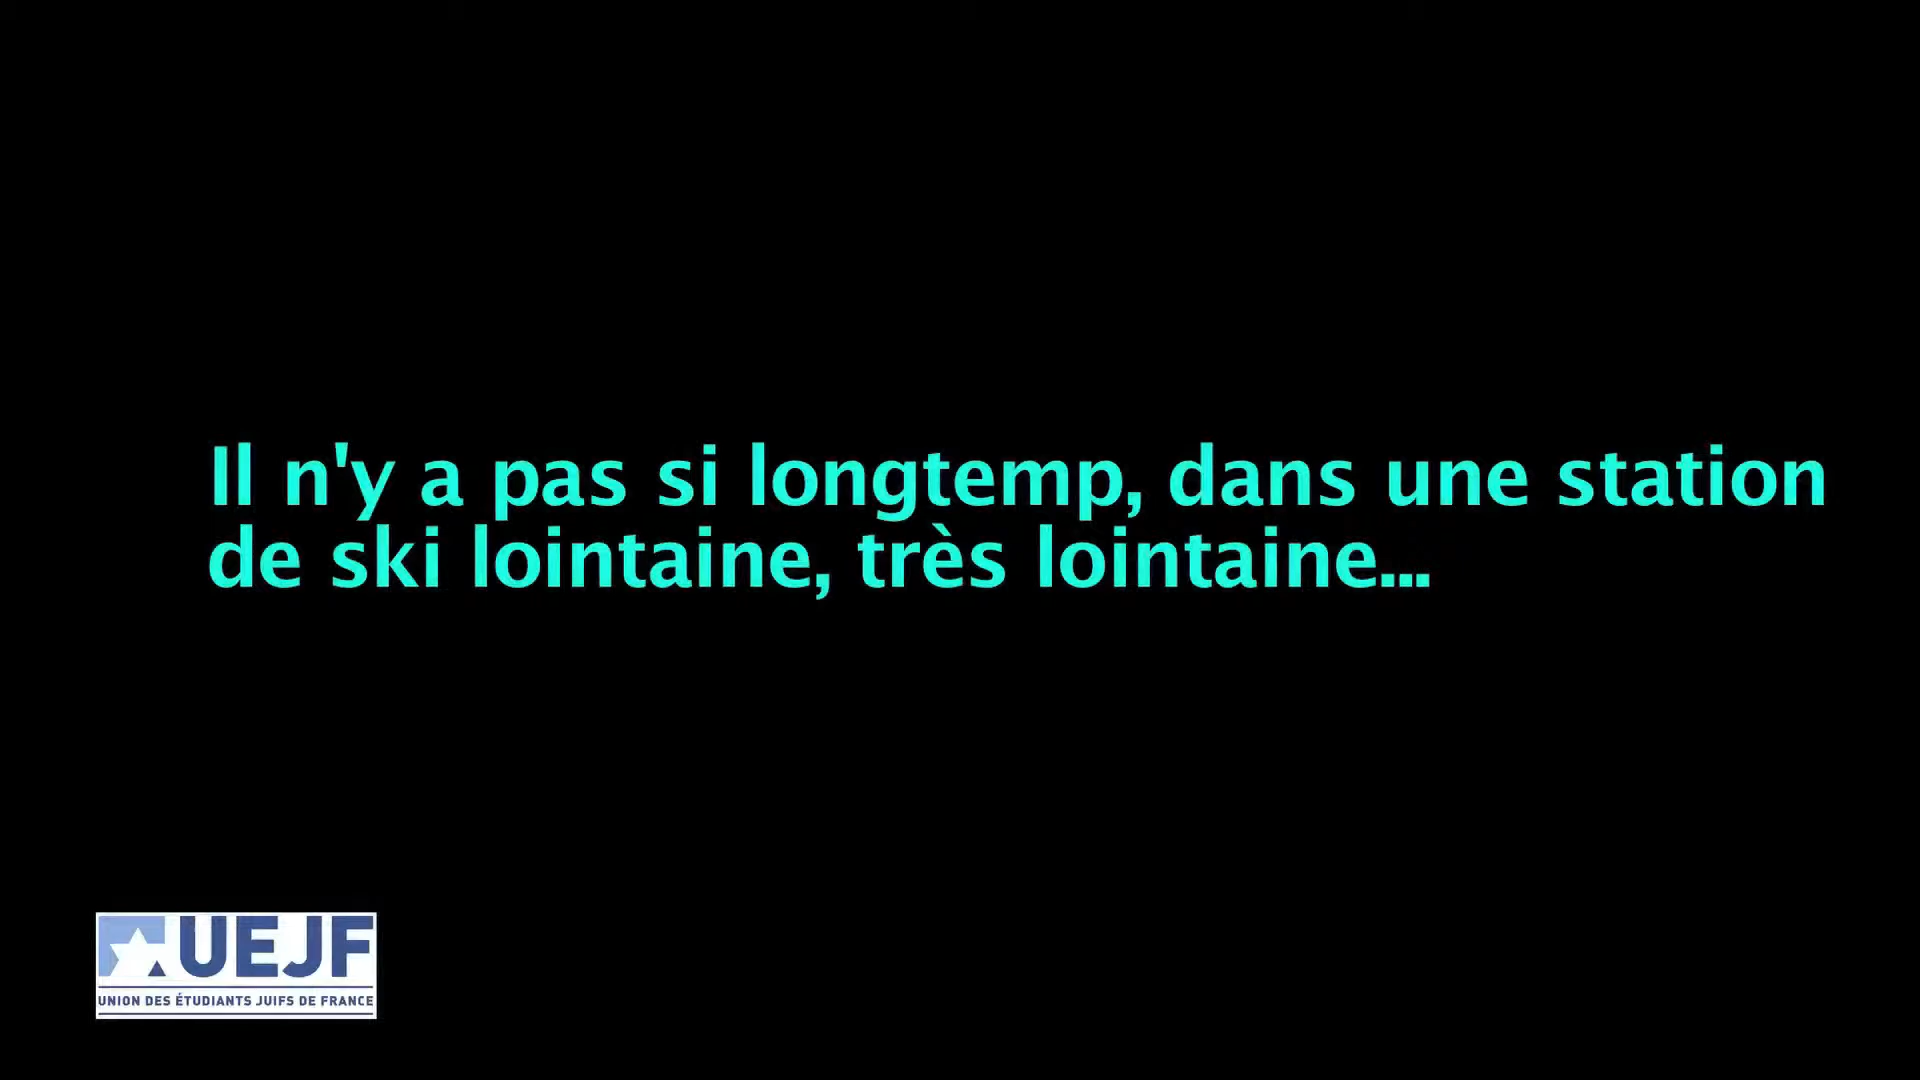 Il n'y a pas si longtemp, dans une station
de ski lointaine, très lointaine...
UEJF
UNION DES ÉTUDIANTS JUIFS DE FRANCE